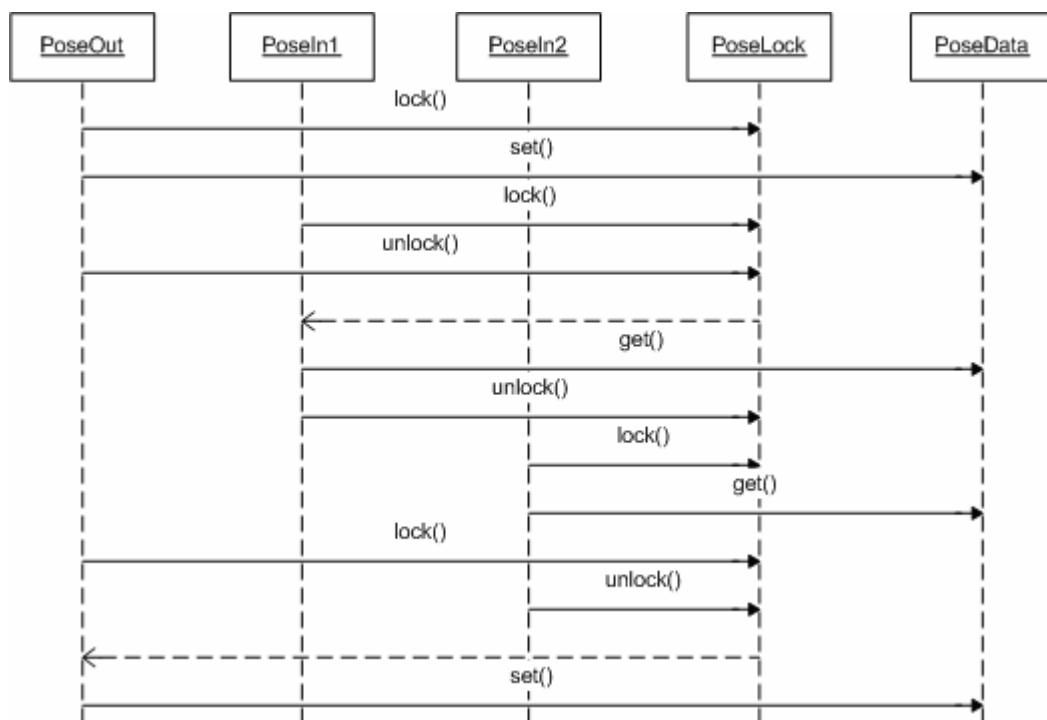 PoseOut
PoseIn1
PoseIn2
PoseLock
PoseData
lock()
set()
lock()
unlock()
get()
unlock()
lock()
get()
lock()
unlock()
set()